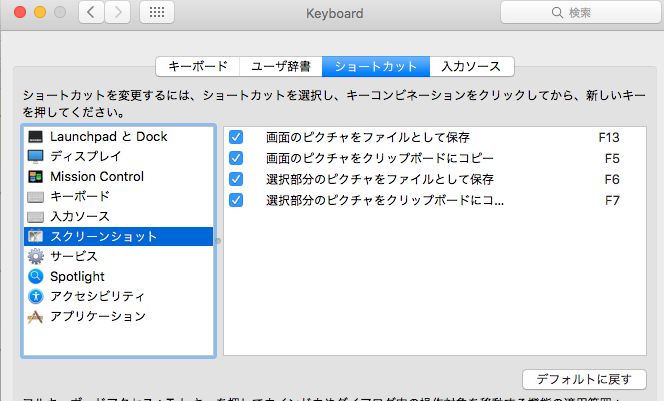 Keyboard
検索
キーボード ユーザ辞書 ショートカット 入力ソース
ショートカットを変更するには、ショートカットを選択し、キーコンビネーションをクリックしてから、新しいキー
を押してください。
Launchpad と Dock
ディスプレイ
Mission Control
キーボード
入力ソース
スクリーンショット
サービス
Spotlight
アクセシビリティ
アプリケーション
画面のピクチャをファイルとして保存 F13
画面のピクチャをクリップボードにコピー F5
選択部分のピクチャをファイルとして保存 F6
選択部分のピクチャをクリップボードにコ... F7
デフォルトに戻す